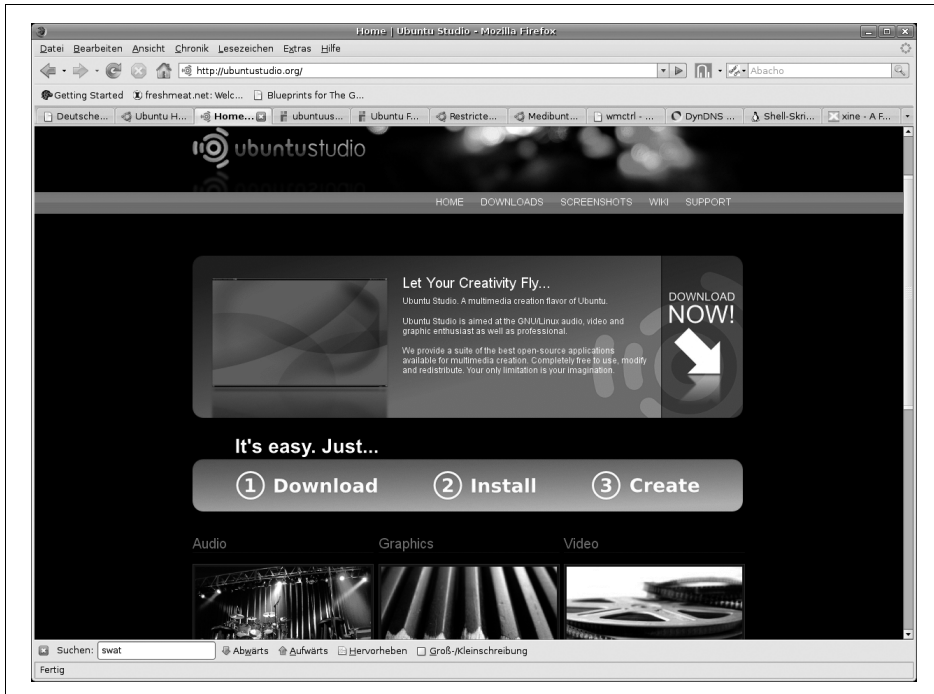 Home | Ubuntu Studio - Mozilla Firefox
Datei Bearbeiten Ansicht Chronik Lesezeichen Extras Hilfe
http://ubuntustudio.org/
Abacho
Getting Started freshmeat.net: Welc... Blueprints for The G...
Deutsche... Ubuntu H... Home... ubuntuus... Ubuntu F... Restricte... Medibunt... wmctrl - ... DynDNS ... Shell-Skri... xine - A F...
ubuntustudio
HOME DOWNLOADS SCREENSHOTS WIKI SUPPORT
Let Your Creativity Fly...
Ubuntu Studio. A multimedia creation flavor of Ubuntu.
Ubuntu Studio is aimed at the GNU/Linux audio, video and
graphic enthusiast as well as professional.
We provide a suite of the best open-source applications
available for multimedia creation. Completely free to use, modify
and redistribute. Your only limitation is your imagination.
DOWNLOAD
NOW!
It's easy. Just...
1 Download 2 Install 3 Create
Audio Graphics Video
Suchen: swat Abwärts Aufwärts Hervorheben Groß-/Kleinschreibung
Fertig